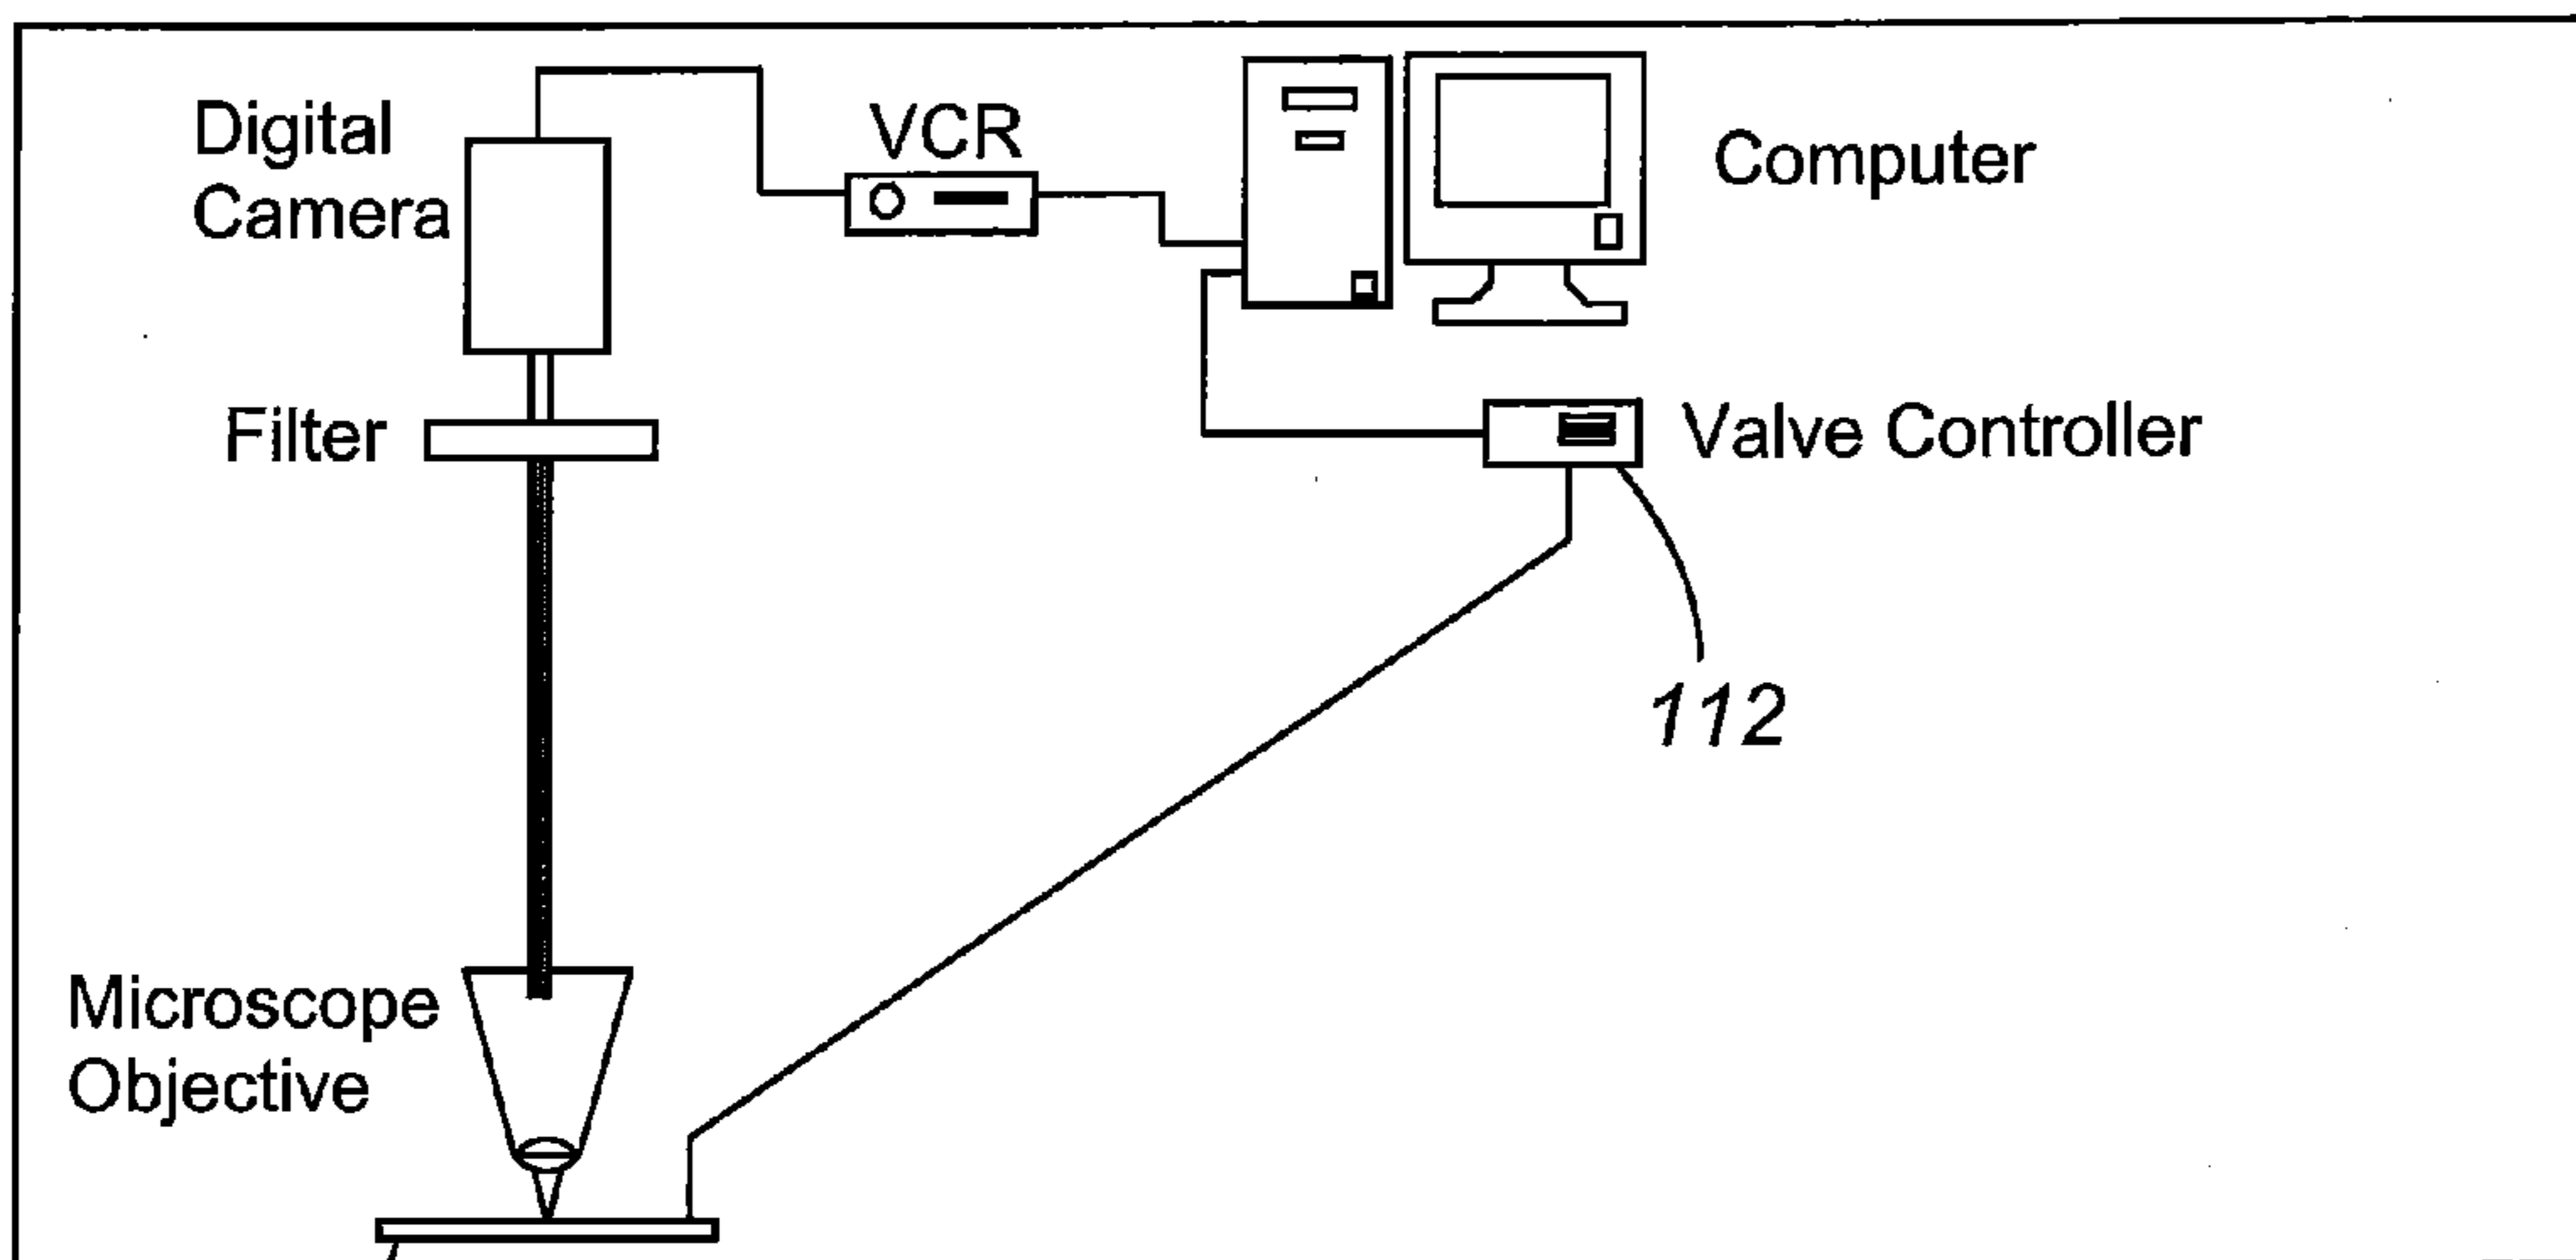 Digital
Camera
VCR
Computer
Filter
Valve Controller
112
Microscope
Objective